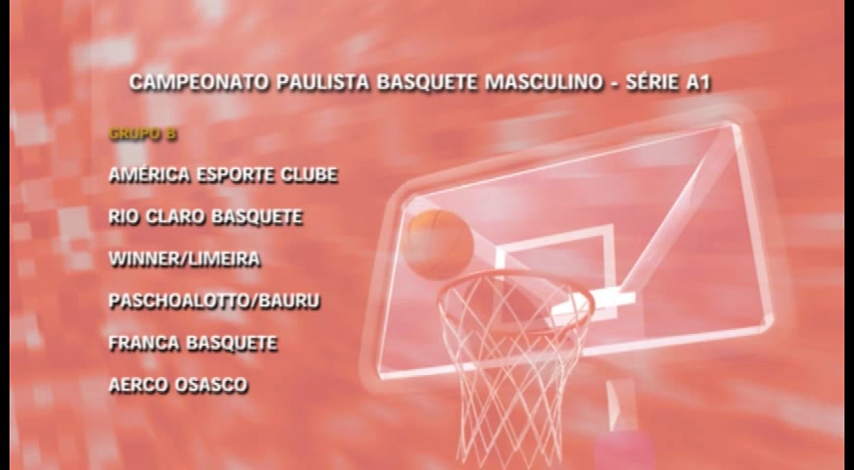 CAMPEONATO PAULISTA BASQUETE MASCULINO - SÉRIE A1
GRUPO B
AMÉRICA ESPORTE CLUBE
RIO CLARO BASQUETE
WINNER/LIMEIRA
PASCHOALOTTO/BAURU
FRANCA BASQUETE
AERCO OSASCO